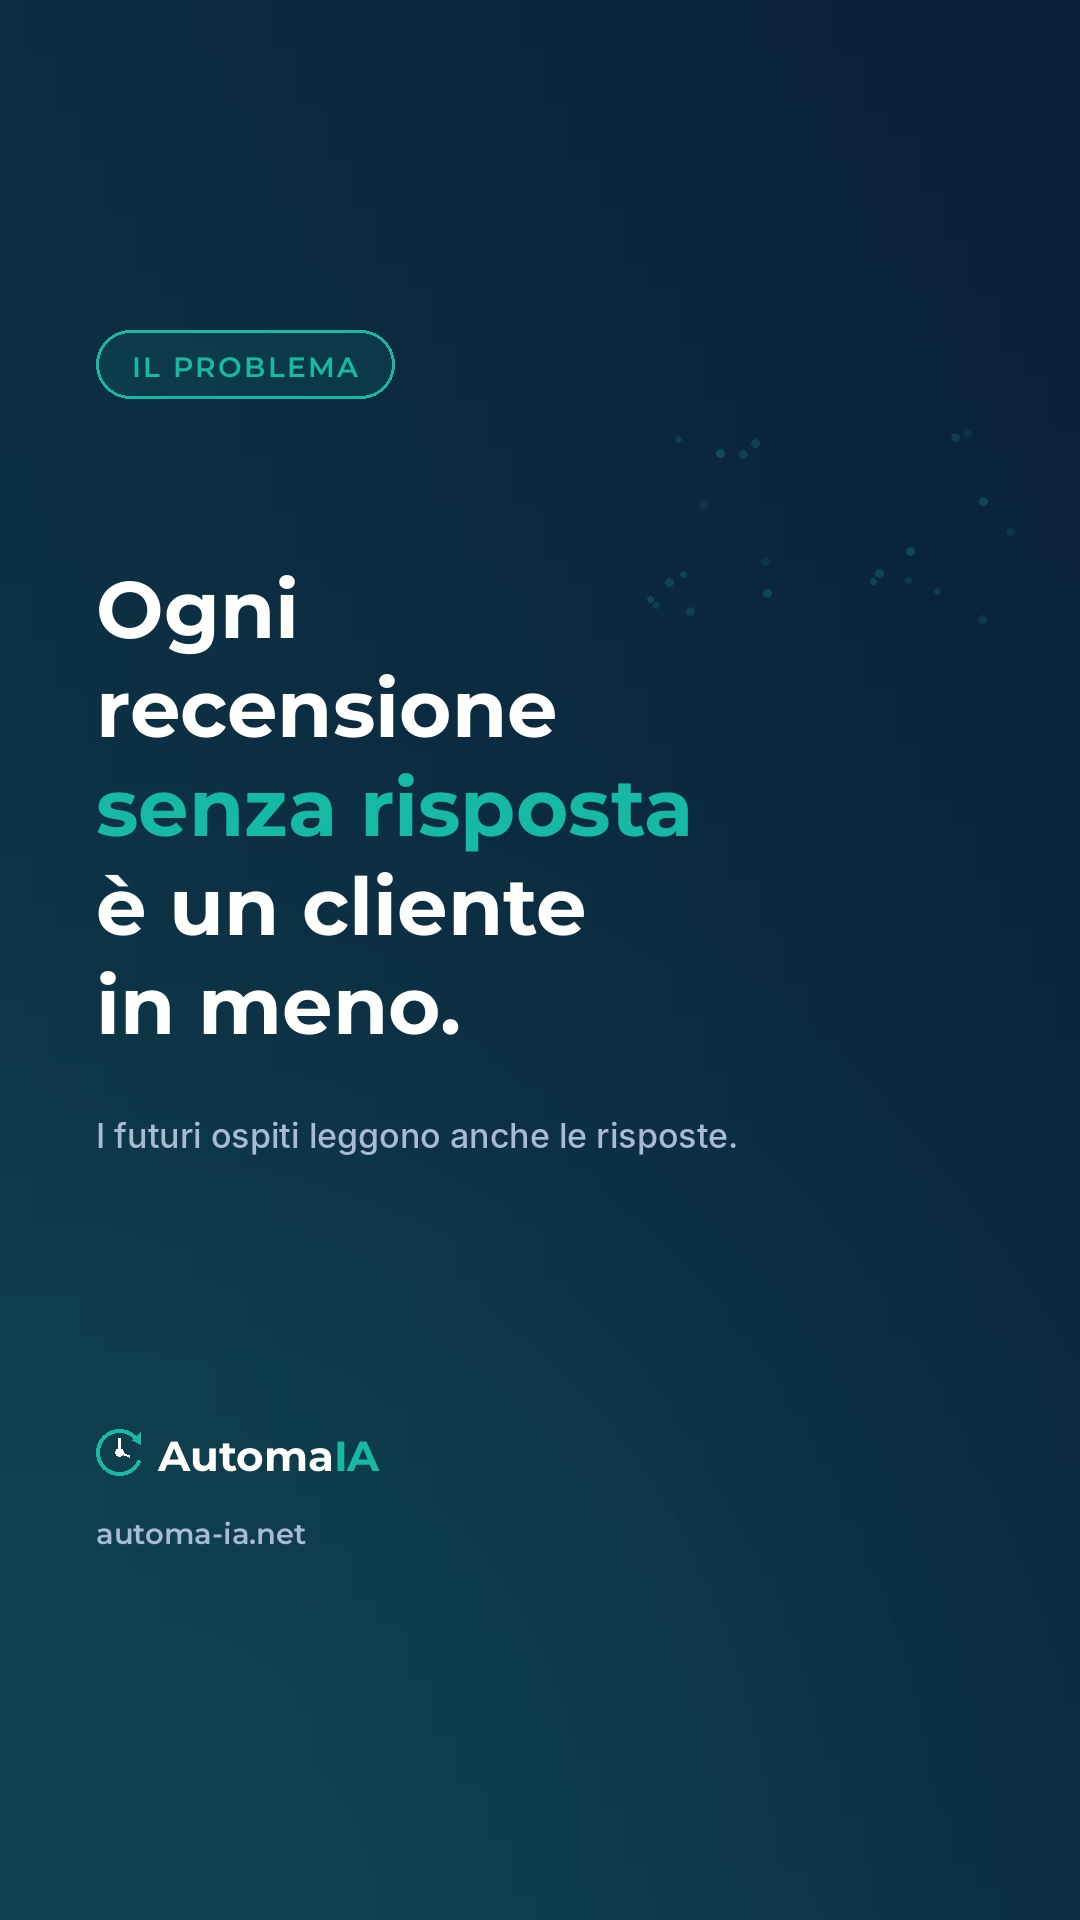 IL PROBLEMA
Ogni
recensione
senza risposta
è un cliente
in meno.
I futuri ospiti leggono anche le risposte.
AutomaIA
automa-ia.net